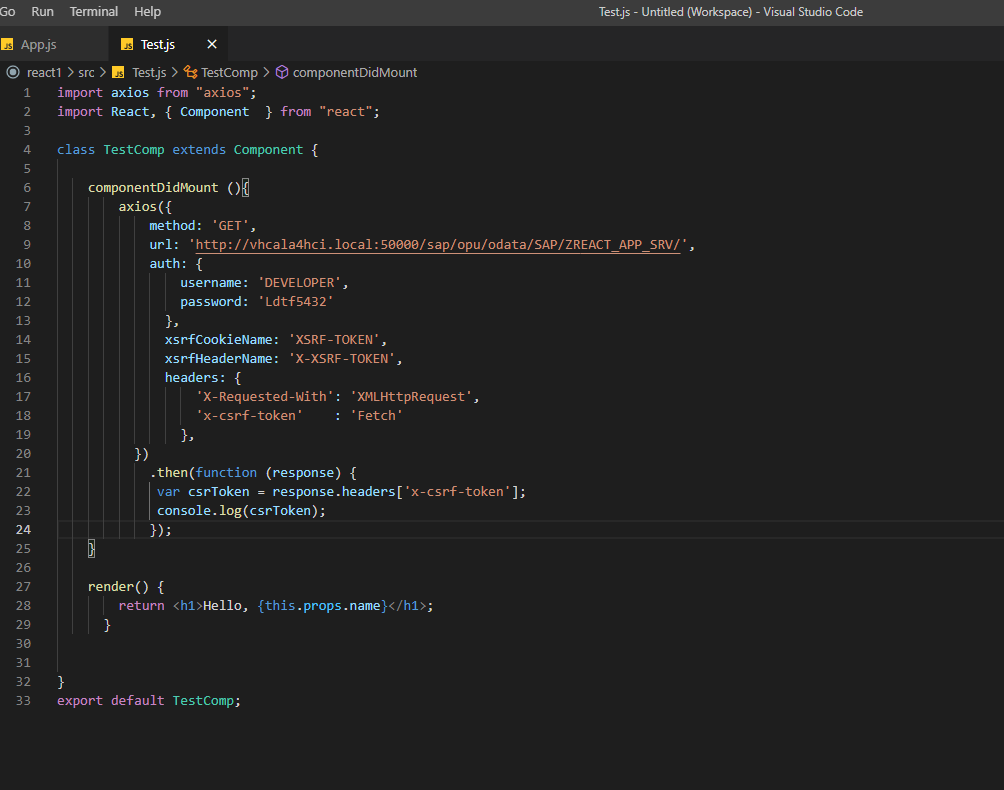 Go Run Terminal Help Test.js - Untitled (Workspace) - Visual Studio Code
JS App.js JS Test.js ×
react1 > src > JS Test.js > TestComp > componentDidMount
1 import axios from "axios";
2 import React, { Component  } from "react";
3
4 class TestComp extends Component {
5
6     componentDidMount (){
7         axios({
8             method: 'GET',
9             url: 'http://vhcala4hci.local:50000/sap/opu/odata/SAP/ZREACT_APP_SRV/',
10             auth: {
11                 username: 'DEVELOPER',
12                 password: 'Ldtf5432'
13               },
14               xsrfCookieName: 'XSRF-TOKEN',
15               xsrfHeaderName: 'X-XSRF-TOKEN',
16               headers: {
17                   'X-Requested-With': 'XMLHttpRequest',
18                   'x-csrf-token'    : 'Fetch'
19                 },
20           })
21             .then(function (response) {
22              var csrToken = response.headers['x-csrf-token'];
23              console.log(csrToken);
24             });
25     }
26
27     render() {
28         return <h1>Hello, {this.props.name}</h1>;
29       }
30
31
32 }
33 export default TestComp;